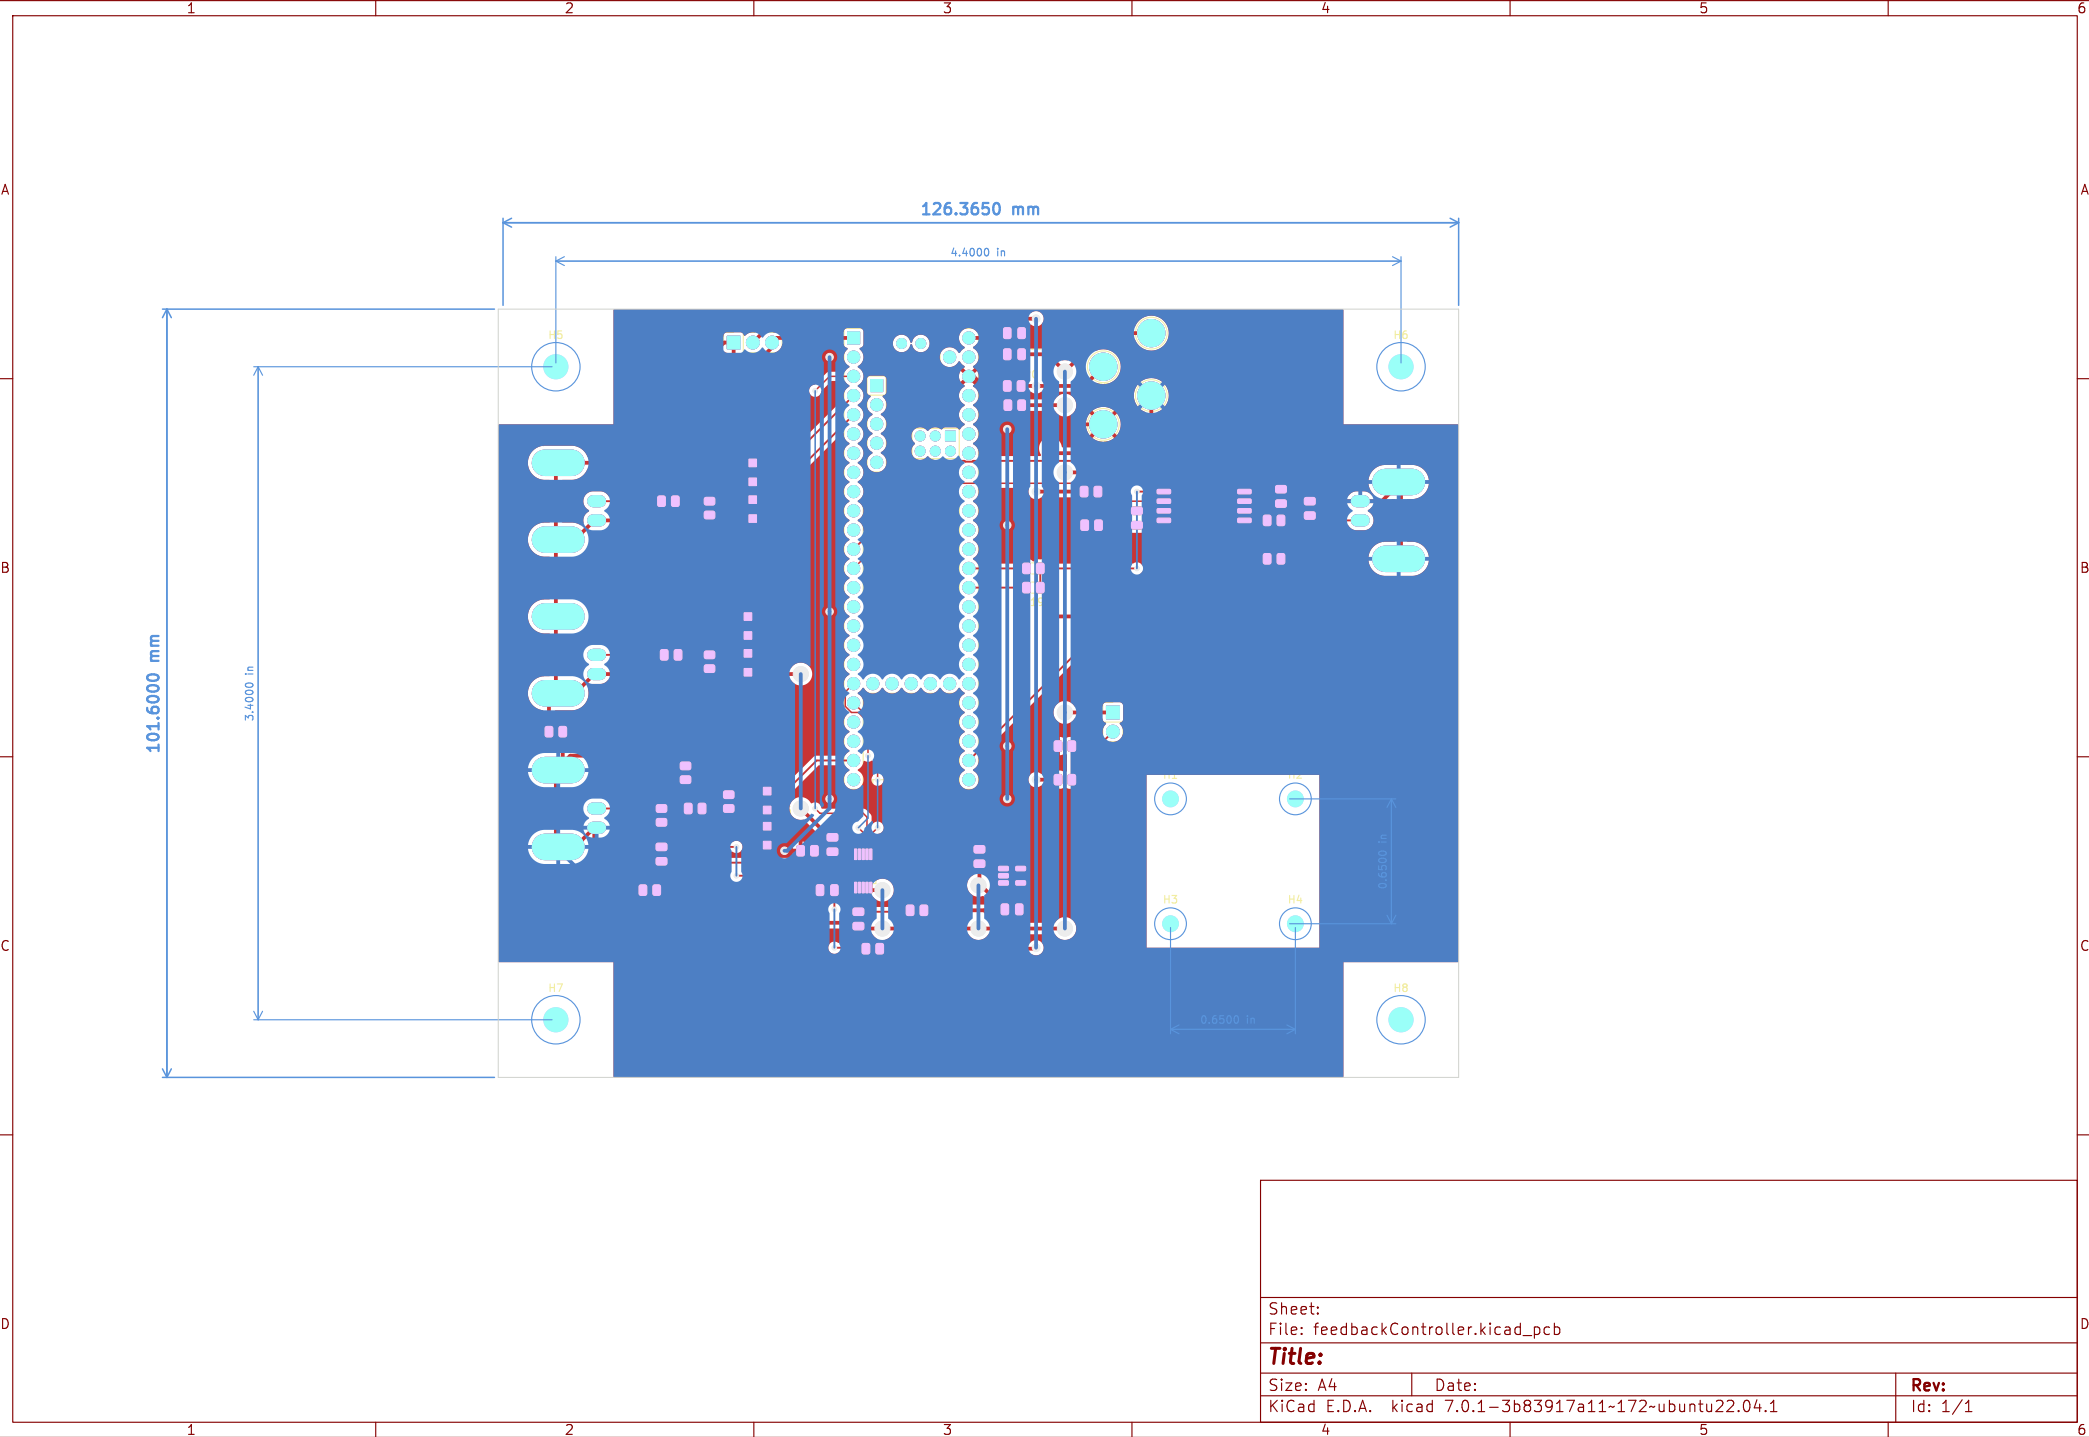 1 2 3 4 5 6
A A
126.3650 mm
4.4000 in
H5 H6
B B
101.6000 mm
3.4000 in
H3 H4
0.6500 in
C C
H7 H8
0.6500 in
D D
Sheet:
File: feedbackController.kicad_pcb
Title:
Size: A4 Date: Rev:
KiCad E.D.A. kicad 7.0.1-3b83917a11~172~ubuntu22.04.1 Id: 1/1
1 2 3 4 5 6